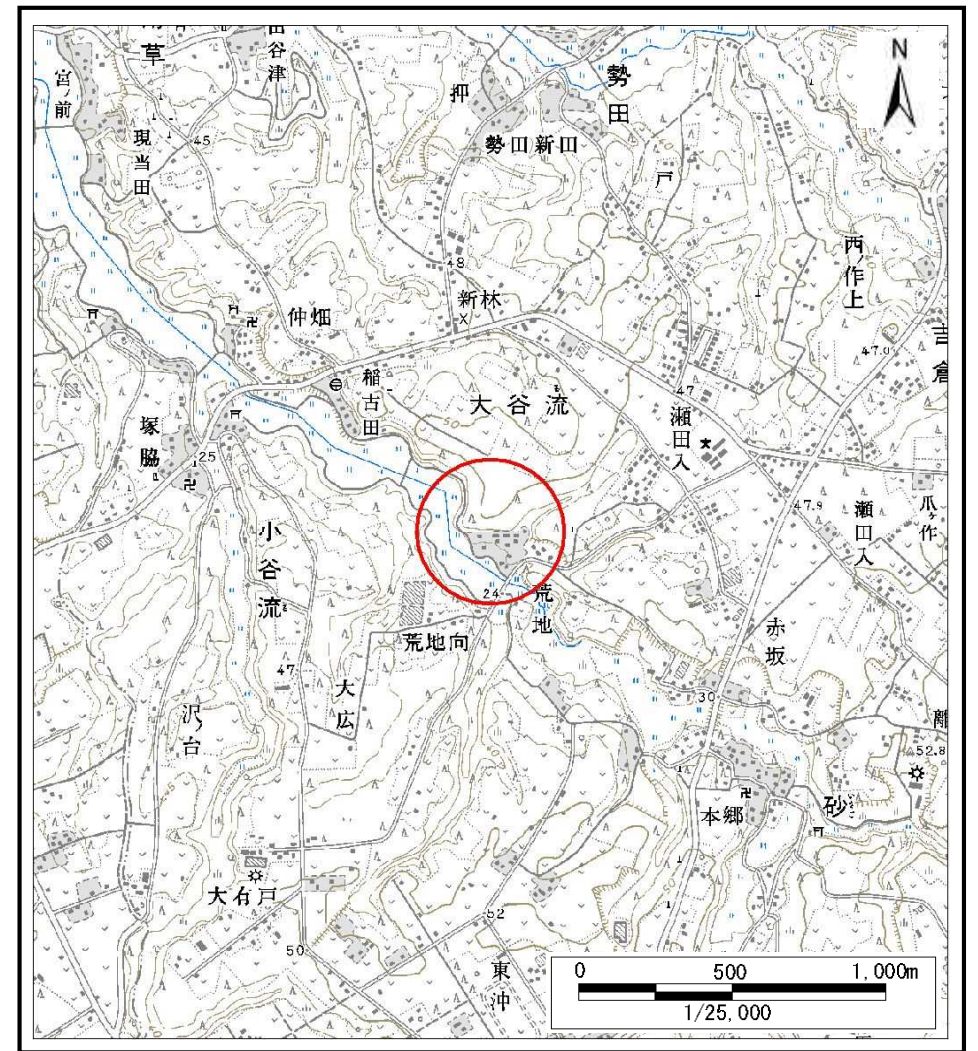 草
田谷津
宮ノ前
現当田
45
押
勢田
勢田新田
戸
N
西ノ作上
48
新林
仲畑
47.0
吉倉
稲古田
大谷流
47
瀬田入
塚脇
25
47.9
瀬田入
爪ヶ作
小谷流
24
荒地
荒地向
赤坂
47
大広
沢台
30
52.8
砂
本郷
大石戸
52
50
東沖
0 500 1,000m
1/25,000